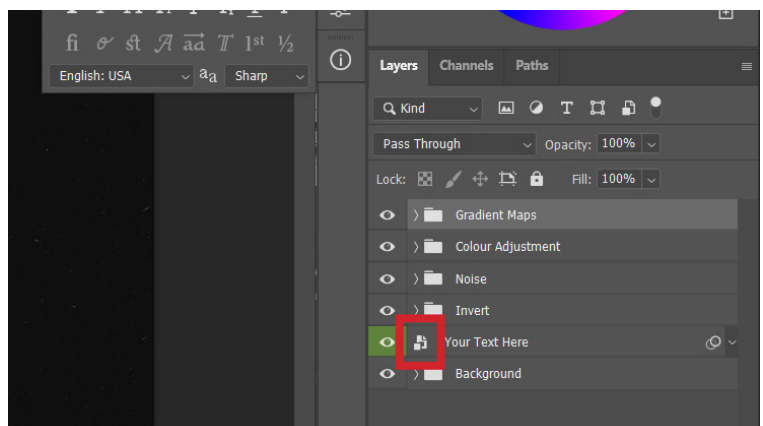 fi st A aa T 1st ½
English: USA aa Sharp
Layers Channels Paths
Kind T
Pass Through Opacity: 100%
Lock: Fill: 100%
Gradient Maps
Colour Adjustment
Noise
Invert
Your Text Here
Background